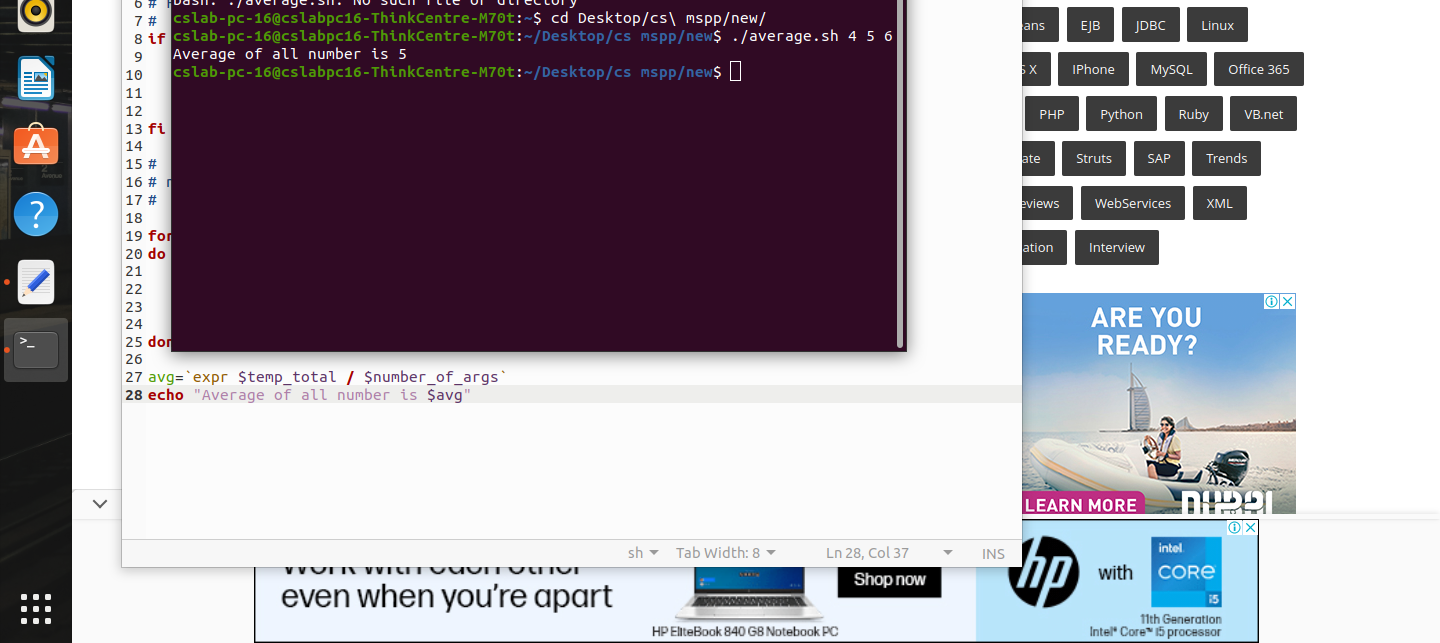 bash: ./average.sh: No such file or directory
cslab-pc-16@cslabpc16-ThinkCentre-M70t:~$ cd Desktop/cs\ mspp/new/
cslab-pc-16@cslabpc16-ThinkCentre-M70t:~/Desktop/cs mspp/new$ ./average.sh 4 5 6
Average of all number is 5
cslab-pc-16@cslabpc16-ThinkCentre-M70t:~/Desktop/cs mspp/new$
6 #
7 #
8 if
9
10
11
12
13 fi
14
15 #
16 #
17 #
18
19 for
20 do
21
22
23
24
25 don
26
27 avg=`expr $temp_total / $number_of_args`
28 echo "Average of all number is $avg"
sh Tab Width: 8 Ln 28, Col 37 INS
ans EJB JDBC Linux
S X IPhone MySQL Office 365
PHP Python Ruby VB.net
ate Struts SAP Trends
eviews WebServices XML
ation Interview
ARE YOU
READY?
LEARN MORE
DUBAI
Work with each other
even when you're apart
Shop now
HP EliteBook 840 G8 Notebook PC
hp with intel CORE i5
11th Generation
Intel® Core™ i5 processor